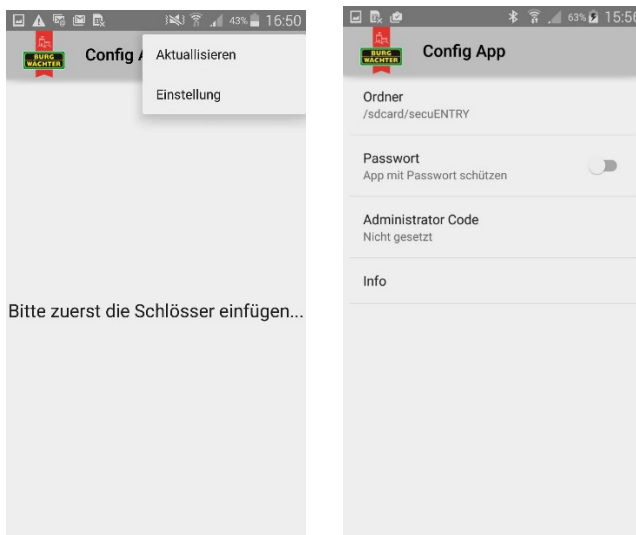 43% 16:50
BURG
WÄCHTER
Config A
Aktuallisieren
Einstellung
Bitte zuerst die Schlösser einfügen...
63% 15:56
BURG
WÄCHTER
Config App
Ordner
/sdcard/secuENTRY
Passwort
App mit Passwort schützen
Administrator Code
Nicht gesetzt
Info